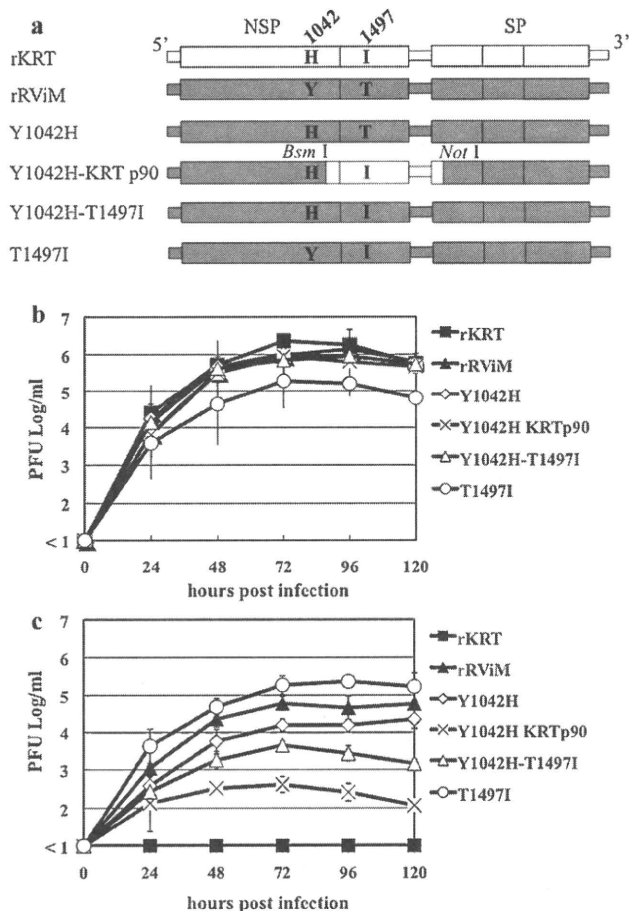 a
NSP
1042
1497
SP
5'
3'
rKRT
H
I
rRViM
Y
T
Y1042H
H
T
Bsm I
Not I
Y1042H-KRT p90
H
I
Y1042H-T1497I
H
I
T1497I
Y
I
b
7
6
5
4
3
2
< 1
PFU Log/ml
0 24 48 72 96 120
hours post infection
rKRT
rRViM
Y1042H
Y1042H KRTp90
Y1042H-T1497I
T1497I
c
7
6
5
4
3
2
< 1
PFU Log/ml
0 24 48 72 96 120
hours post infection
rKRT
rRViM
Y1042H
Y1042H KRTp90
Y1042H-T1497I
T1497I